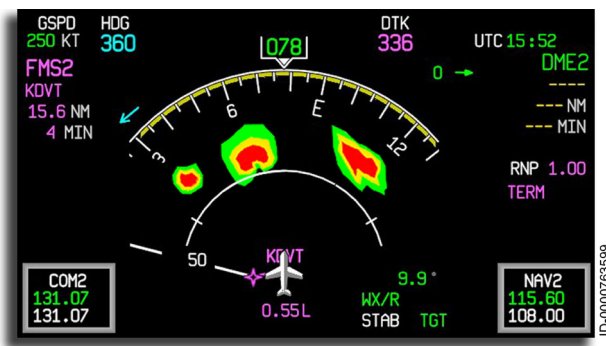 GSPD
250 KT
HDG
360
078
DTK
336
UTC 15:52
FMS2
KDVT
15.6 NM
4 MIN
0 →
DME2
----
--- NM
--- MIN
3
6
E
12
RNP 1.00
TERM
50
KDVT
0.55L
9.9°
WX/R
STAB TGT
COM2
131.07
131.07
NAV2
115.60
108.00
ID-0000763599